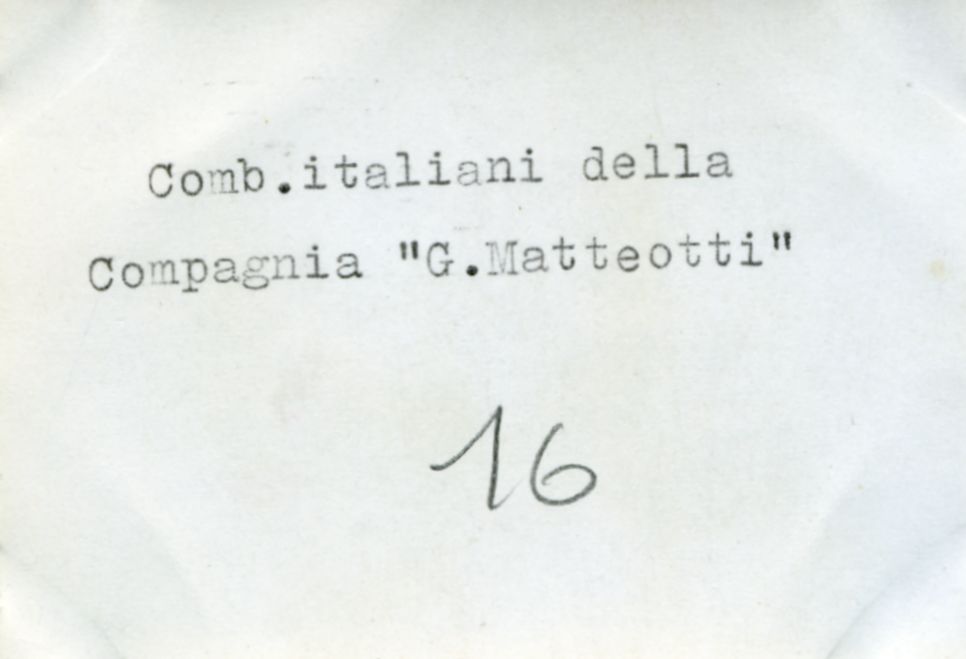 Comb.italiani della
Compagnia "G.Matteotti"
16